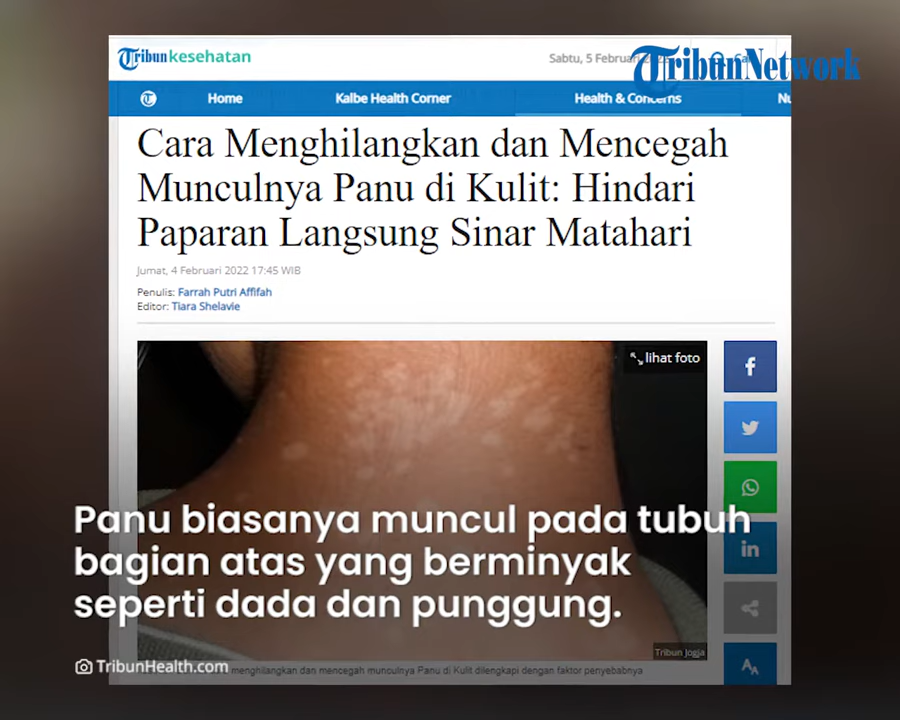 Tribunkesehatan
Sabtu, 5 Februari
TribunNetwork
Home
Kalbe Health Corner
Health & Concerns
Cara Menghilangkan dan Mencegah
Munculnya Panu di Kulit: Hindari
Paparan Langsung Sinar Matahari
Jumat, 4 Februari 2022 17:45 WIB
Penulis: Farrah Putri Affifah
Editor: Tiara Shelavie
lihat foto
Panu biasanya muncul pada tubuh
bagian atas yang berminyak
seperti dada dan punggung.
Tribun Jogja
TribunHealth.com
menghilangkan dan mencegah munculnya Panu di Kulit dilengkapi dengan faktor penyebabnya